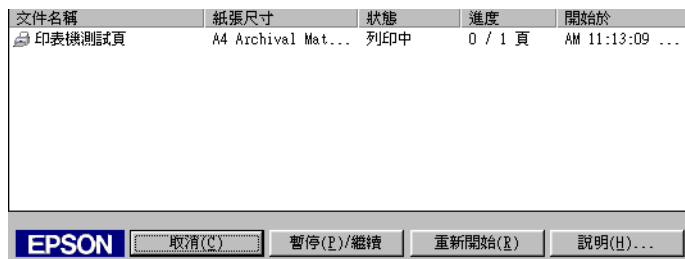 文件名稱 紙張尺寸 狀態 進度 開始於
印表機測試頁 A4 Archival Mat... 列印中 0 / 1 頁 AM 11:13:09 ...
EPSON 取消(C) 暫停(P)/繼續 重新開始(R) 說明(H)...